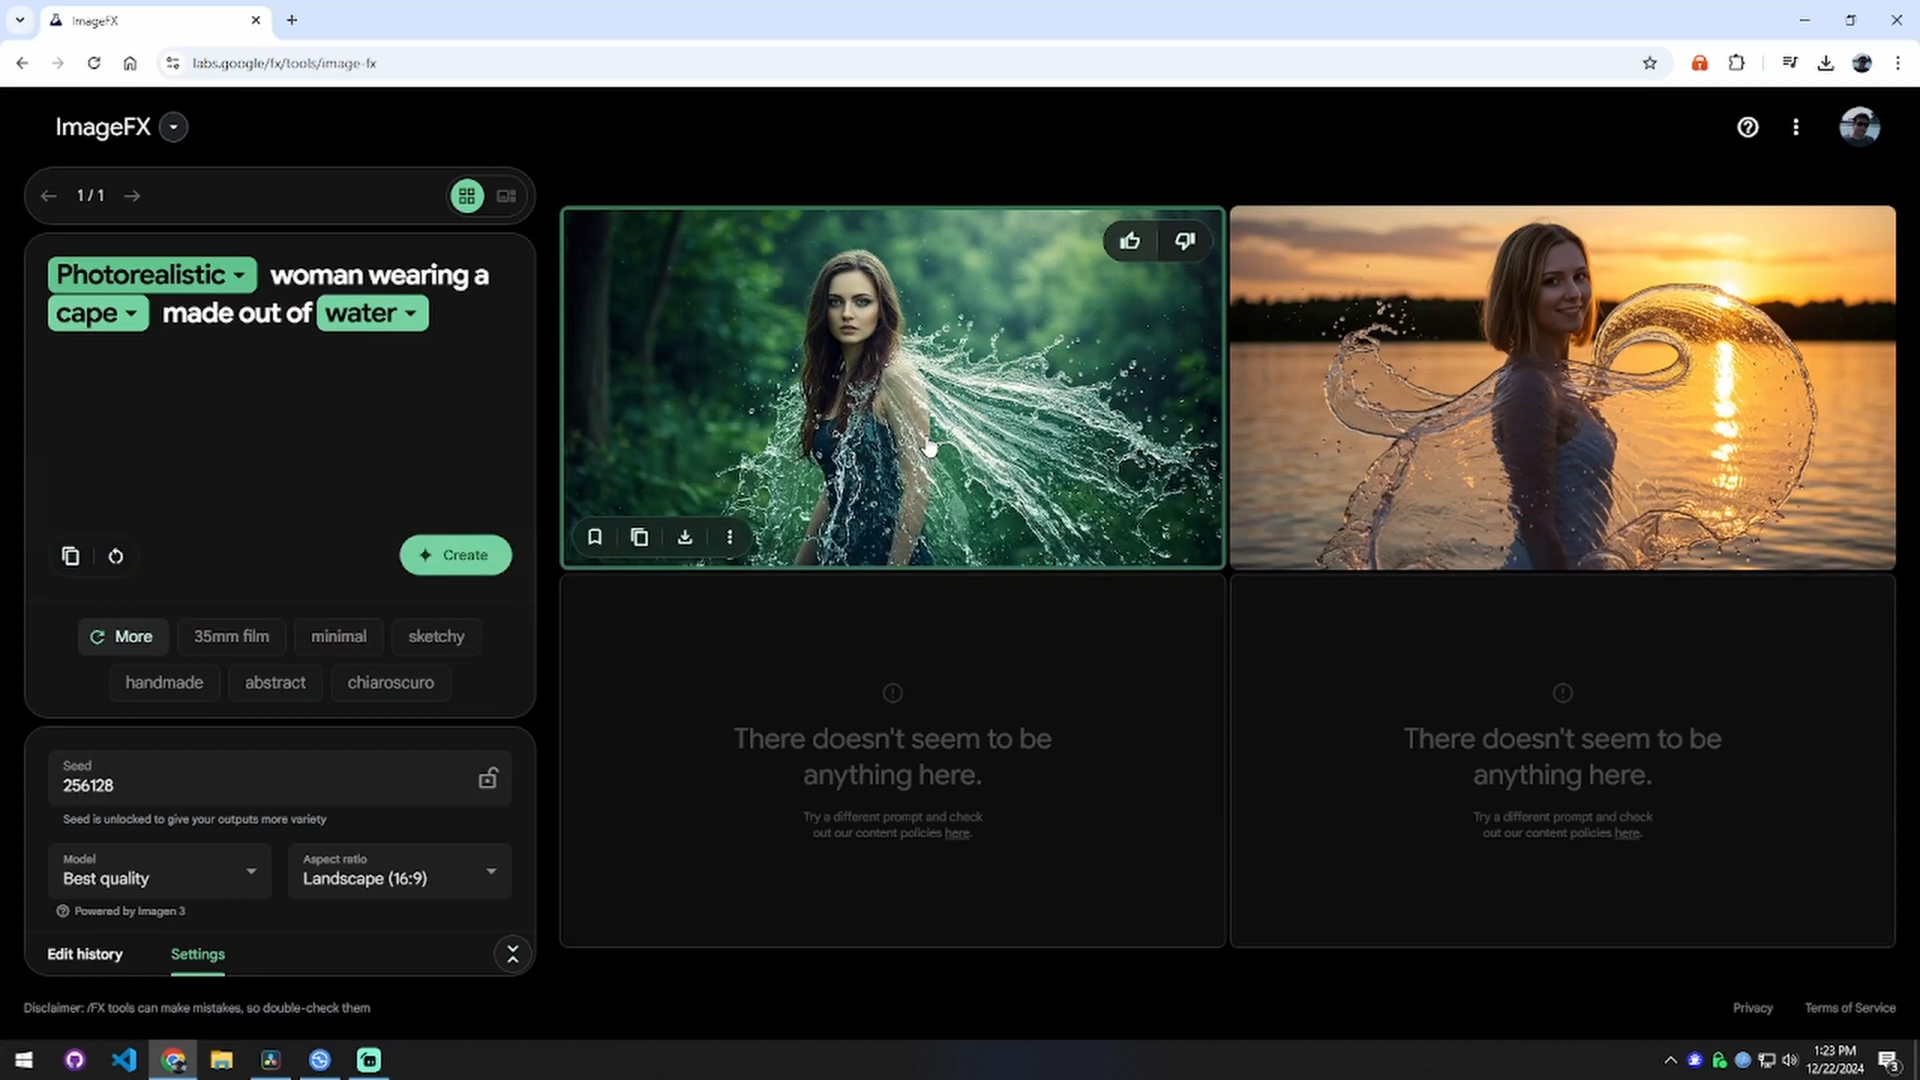 ImageFX
labs.google/fx/tools/image-fx
ImageFX
1 / 1
Photorealistic woman wearing a
cape made out of water
Create
More
35mm film
minimal
sketchy
handmade
abstract
chiaroscuro
Seed
256128
Seed is unlocked to give your outputs more variety
Model
Best quality
Aspect ratio
Landscape (16:9)
Powered by Imagen 3
Edit history
Settings
There doesn't seem to be
anything here.
Try a different prompt and check
out our content policies here.
There doesn't seem to be
anything here.
Try a different prompt and check
out our content policies here.
Disclaimer: /FX tools can make mistakes, so double-check them
Privacy
Terms of Service
1:23 PM
12/22/2024
3